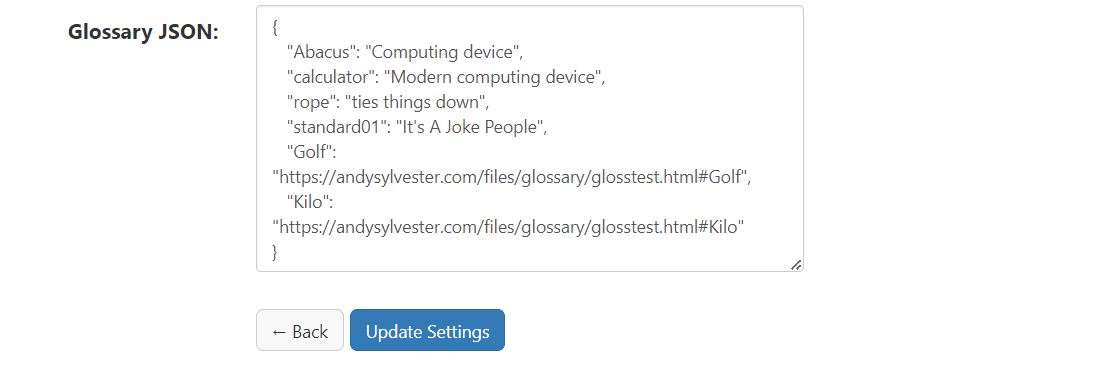 Glossary JSON:
{
"Abacus": "Computing device",
"calculator": "Modern computing device",
"rope": "ties things down",
"standard01": "It's A Joke People",
"Golf":
"https://andysylvester.com/files/glossary/glosstest.html#Golf",
"Kilo":
"https://andysylvester.com/files/glossary/glosstest.html#Kilo"
}
← Back Update Settings